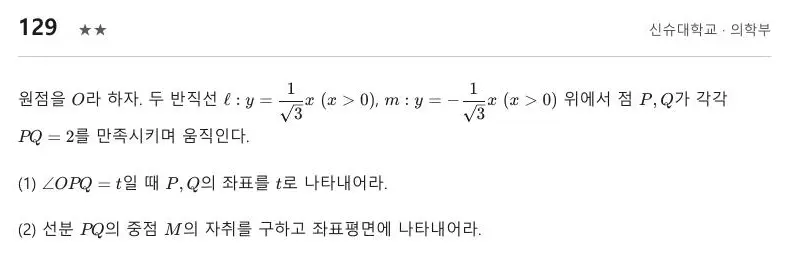 129 ★★ 신슈대학교 · 의학부
원점을 O라 하자. 두 반직선 ℓ : y = \frac{1}{\sqrt{3}}x (x > 0), m : y = -\frac{1}{\sqrt{3}}x (x > 0) 위에서 점 P, Q가 각각
PQ = 2를 만족시키며 움직인다.
(1) ∠OPQ = t일 때 P, Q의 좌표를 t로 나타내어라.
(2) 선분 PQ의 중점 M의 자취를 구하고 좌표평면에 나타내어라.